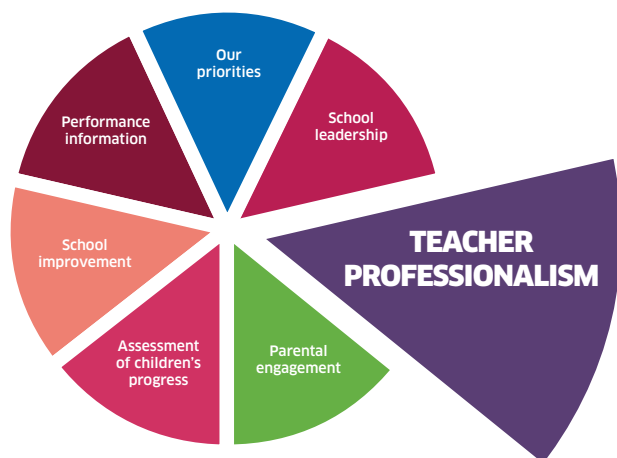 Our
priorities
School
leadership
TEACHER
PROFESSIONALISM
Parental
engagement
Assessment
of children's
progress
School
improvement
Performance
information